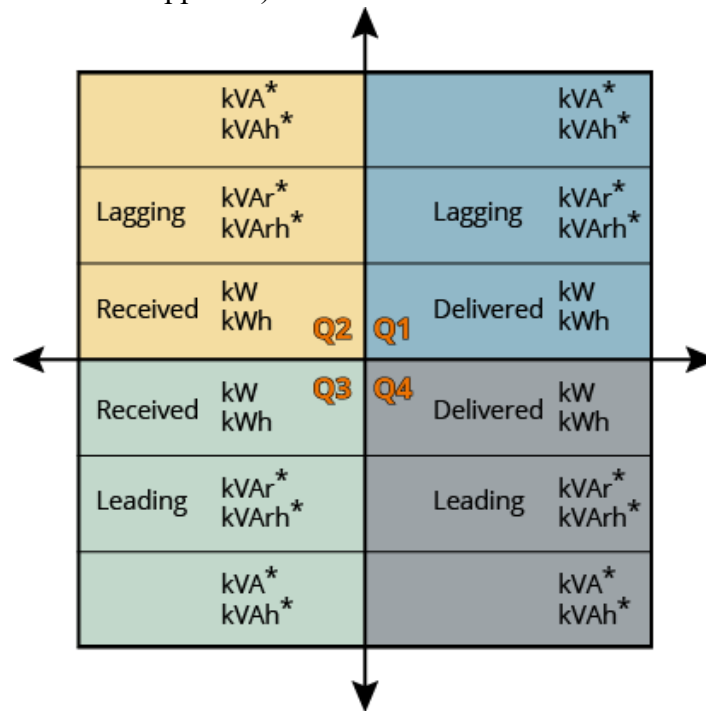 kVA*
kVAh*
kVA*
kVAh*
Lagging kVAr*
kVArh*
Lagging kVAr*
kVArh*
Received kW
kWh
Delivered kW
kWh
Q2 Q1
Q3 Q4
Received kW
kWh
Delivered kW
kWh
Leading kVAr*
kVArh*
Leading kVAr*
kVArh*
kVA*
kVAh*
kVA*
kVAh*